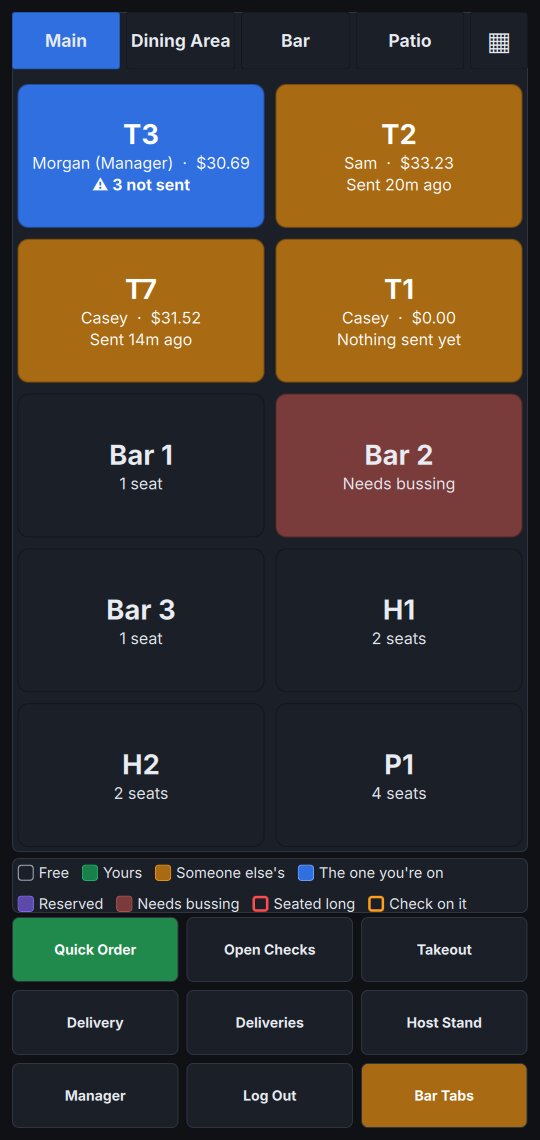 Main Dining Area Bar Patio
T3
Morgan (Manager) · $30.69
⚠ 3 not sent
T2
Sam · $33.23
Sent 20m ago
T7
Casey · $31.52
Sent 14m ago
T1
Casey · $0.00
Nothing sent yet
Bar 1
1 seat
Bar 2
Needs bussing
Bar 3
1 seat
H1
2 seats
H2
2 seats
P1
4 seats
Free Yours Someone else's The one you're on
Reserved Needs bussing Seated long Check on it
Quick Order Open Checks Takeout
Delivery Deliveries Host Stand
Manager Log Out Bar Tabs